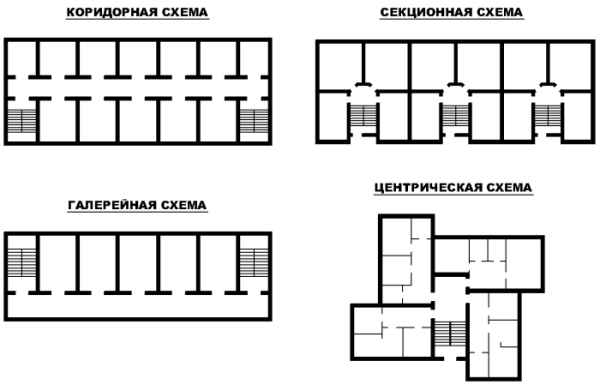 КОРИДОРНАЯ СХЕМА
СЕКЦИОННАЯ СХЕМА
ГАЛЕРЕЙНАЯ СХЕМА
ЦЕНТРИЧЕСКАЯ СХЕМА